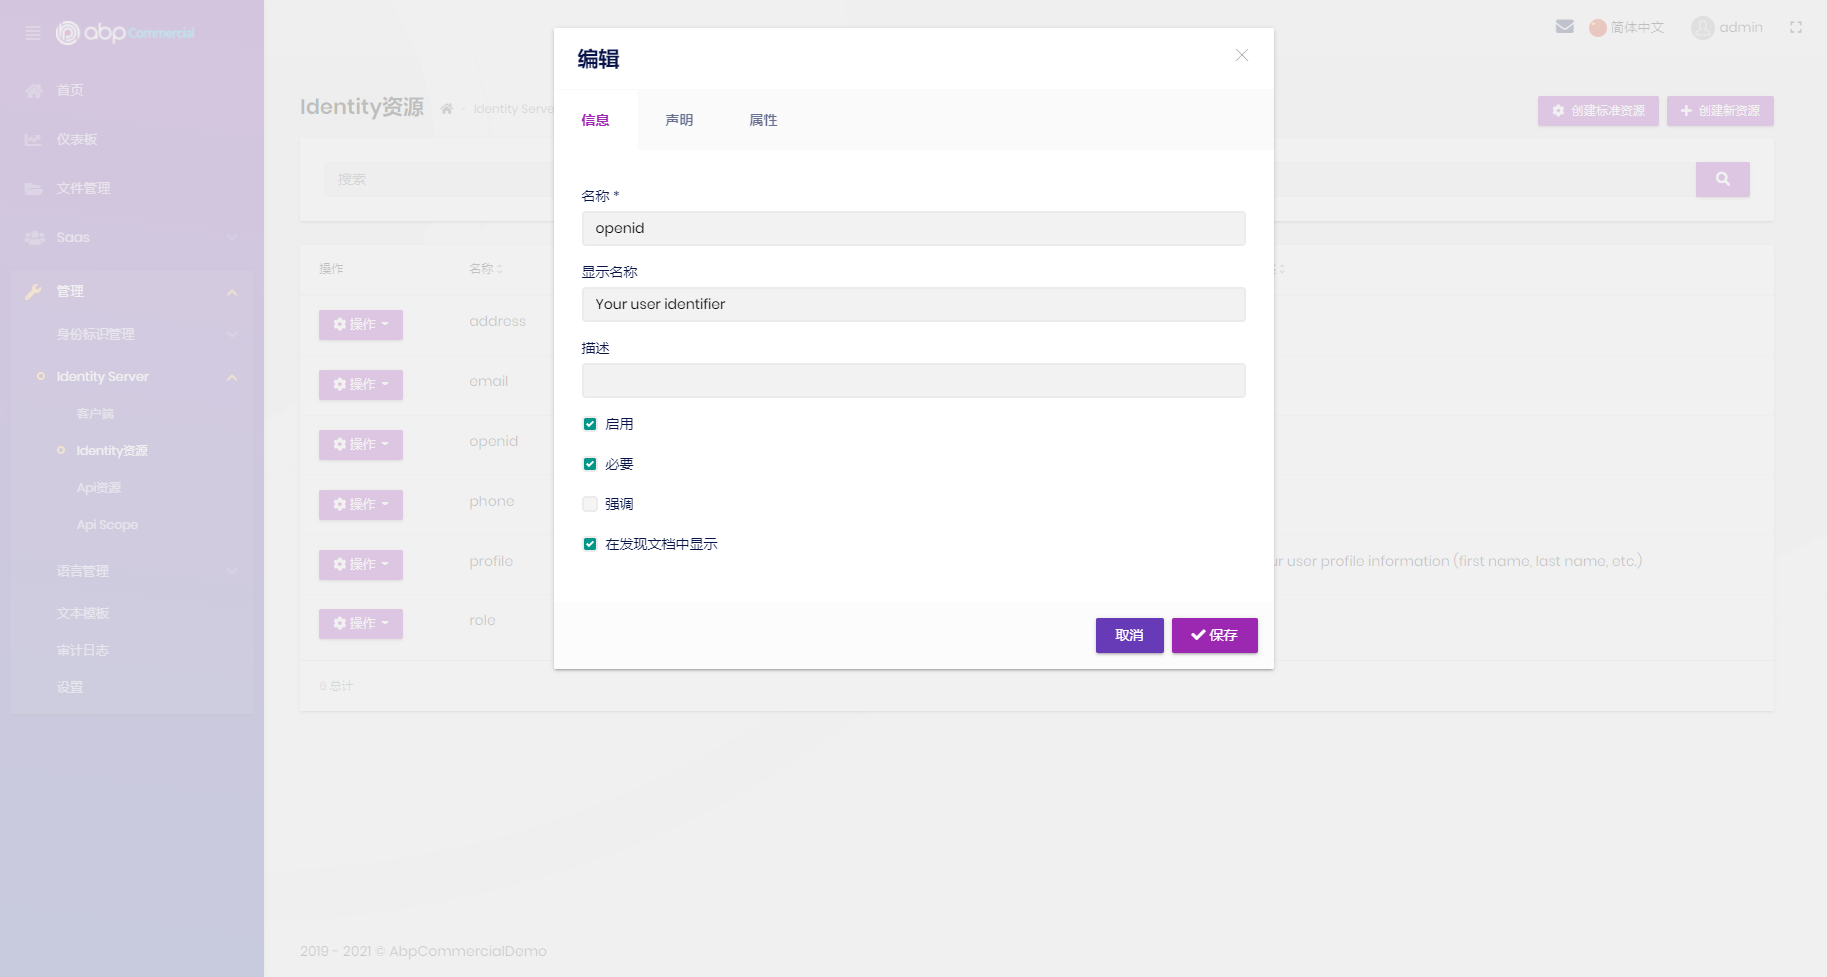 abp Commercial
首页
仪表板
文件管理
Saas
管理
身份标识管理
Identity Server
客户端
Identity资源
Api资源
Api Scope
语言管理
文本模板
审计日志
设置
简体中文
admin
Identity资源
Identity Serve
创建标准资源
创建新资源
搜索
操作 名称
操作 address
操作 email
操作 openid
操作 phone
操作 profile
ur user profile information (first name, last name, etc.)
操作 role
6 总计
编辑
信息 声明 属性
名称 *
openid
显示名称
Your user identifier
描述
启用
必要
强调
在发现文档中显示
取消 保存
2019 - 2021 © AbpCommercialDemo